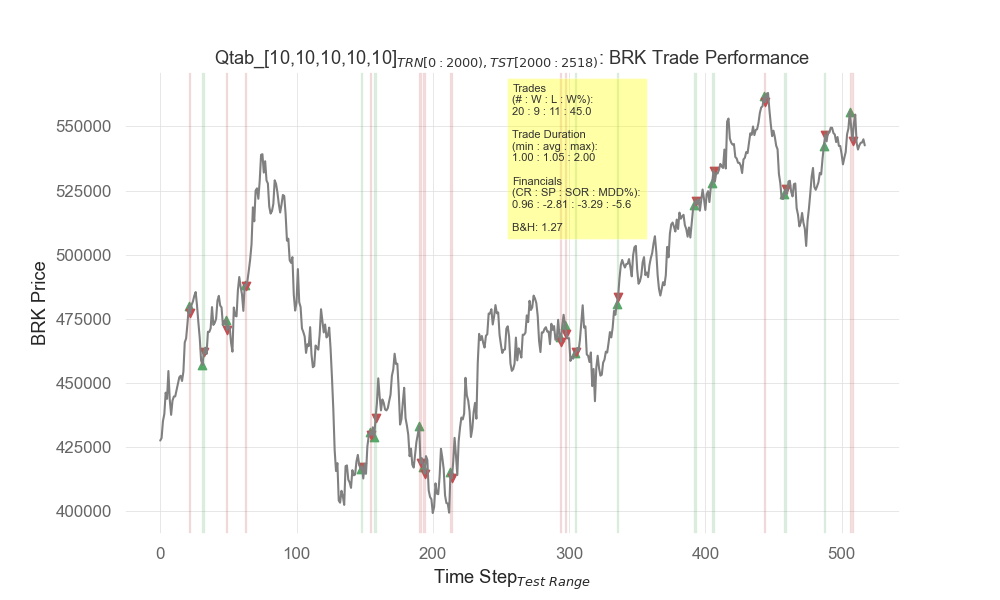 Qtab_[10,10,10,10,10]TRN[0 : 2000), TST[2000 : 2518) : BRK Trade Performance
Trades
(# : W : L : W%):
20 : 9 : 11 : 45.0
Trade Duration
(min : avg : max):
1.00 : 1.05 : 2.00
Financials
(CR : SP : SOR : MDD%):
0.96 : -2.81 : -3.29 : -5.6
B&H: 1.27
BRK Price
550000
525000
500000
475000
450000
425000
400000
0 100 200 300 400 500
Time StepTest Range